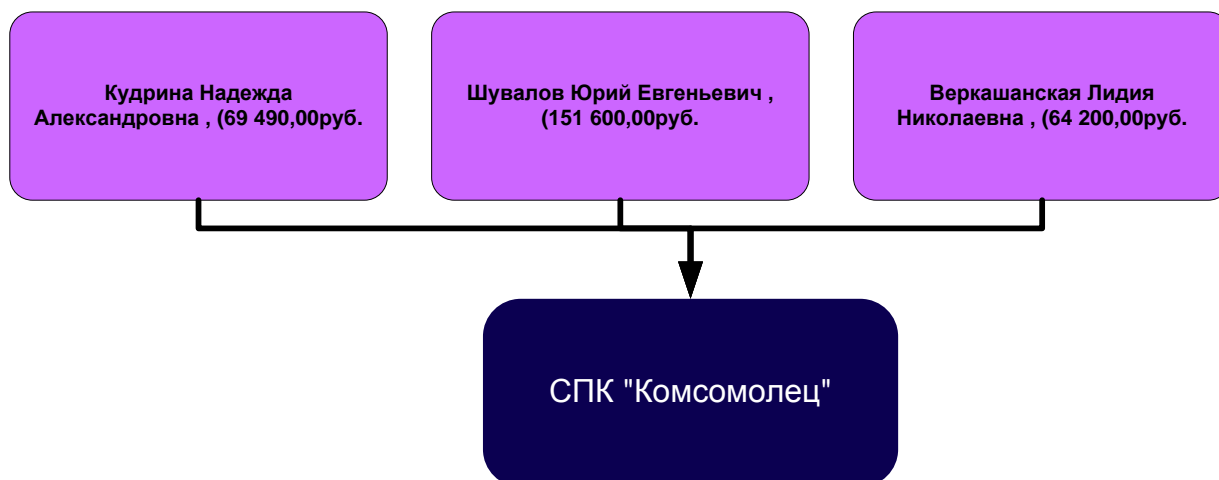 Кудрина Надежда
Александровна , (69 490,00руб.
Шувалов Юрий Евгеньевич ,
(151 600,00руб.
Веркашанская Лидия
Николаевна , (64 200,00руб.
СПК "Комсомолец"